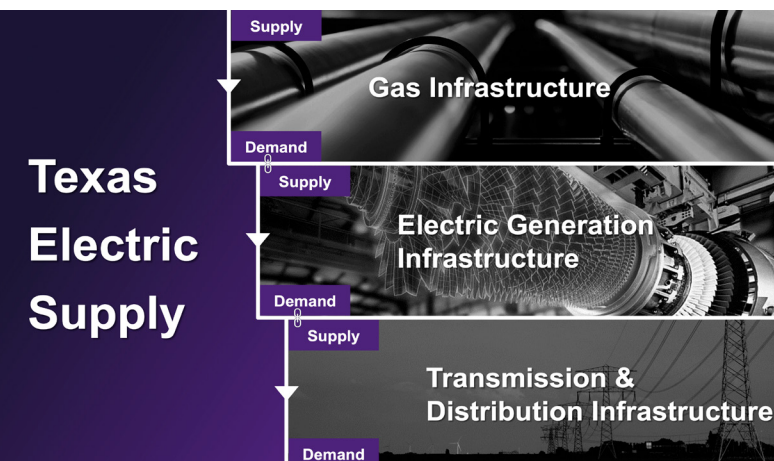 Texas
Electric
Supply
Supply
Gas Infrastructure
Demand
Supply
Electric Generation
Infrastructure
Demand
Supply
Transmission &
Distribution Infrastructure
Demand